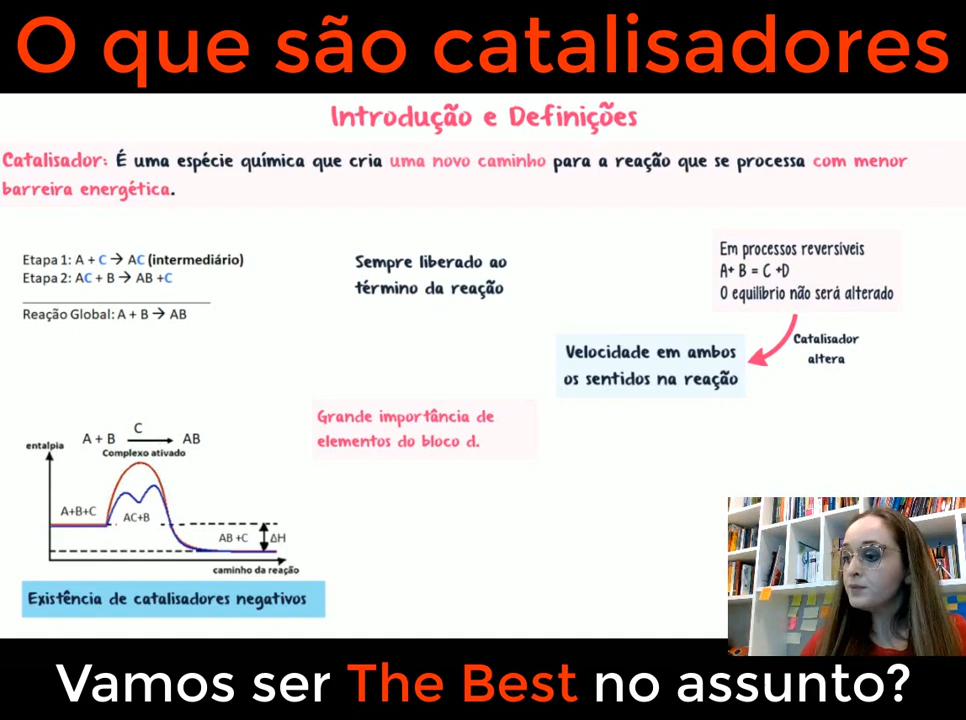 O que são catalisadores
Introdução e Definições
Catalisador: É uma espécie química que cria uma novo caminho para a reação que se processa com menor
barreira energética.
Etapa 1: A + C → AC (intermediário)
Etapa 2: AC + B → AB +C
Reação Global: A + B → AB
Sempre liberado ao
término da reação
Em processos reversíveis
A+ B = C +D
O equilíbrio não será alterado
Catalisador
altera
Velocidade em ambos
os sentidos na reação
Grande importância de
elementos do bloco d.
C
A + B → AB
entalpia
Complexo ativado
A+B+C
AC+B
AB +C
ΔH
caminho da reação
Existência de catalisadores negativos
Vamos ser The Best no assunto?